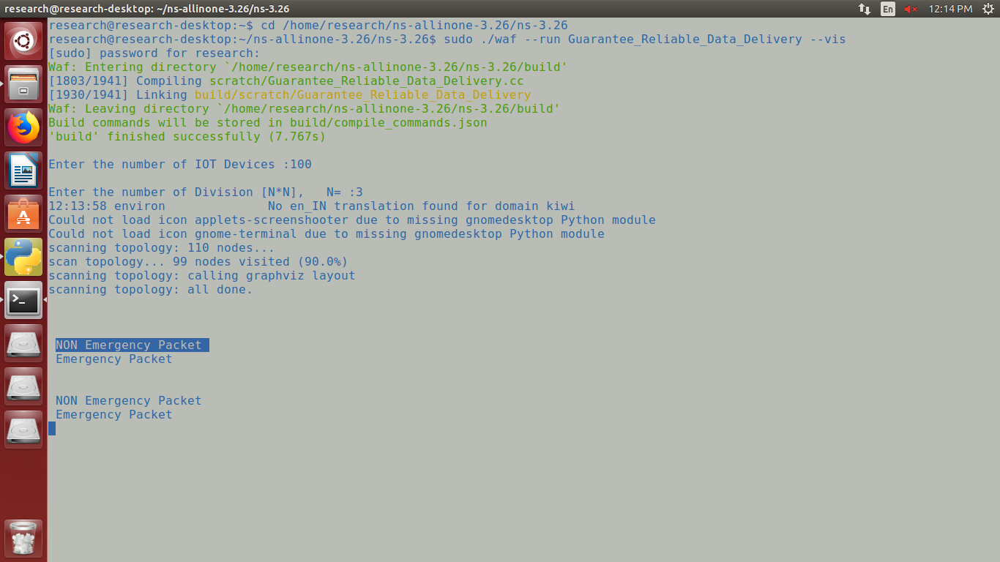 research@research-desktop: ~/ns-allinone-3.26/ns-3.26
En
12:14 PM
research@research-desktop:~$ cd /home/research/ns-allinone-3.26/ns-3.26
research@research-desktop:~/ns-allinone-3.26/ns-3.26$ sudo ./waf --run Guarantee_Reliable_Data_Delivery --vis
[sudo] password for research:
Waf: Entering directory `/home/research/ns-allinone-3.26/ns-3.26/build'
[1803/1941] Compiling scratch/Guarantee_Reliable_Data_Delivery.cc
[1930/1941] Linking build/scratch/Guarantee_Reliable_Data_Delivery
Waf: Leaving directory `/home/research/ns-allinone-3.26/ns-3.26/build'
Build commands will be stored in build/compile_commands.json
'build' finished successfully (7.767s)
Enter the number of IOT Devices :100
Enter the number of Division [N*N],   N= :3
12:13:58 environ              No en_IN translation found for domain kiwi
Could not load icon applets-screenshooter due to missing gnomedesktop Python module
Could not load icon gnome-terminal due to missing gnomedesktop Python module
scanning topology: 110 nodes...
scan topology... 99 nodes visited (90.0%)
scanning topology: calling graphviz layout
scanning topology: all done.
NON Emergency Packet
Emergency Packet
NON Emergency Packet
Emergency Packet